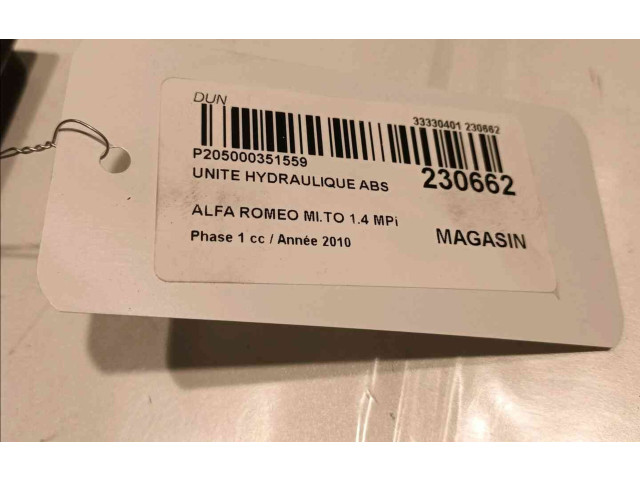 DUN
33330401 230662
P205000351559
UNITE HYDRAULIQUE ABS
230662
ALFA ROMEO MI.TO 1.4 MPi
Phase 1 cc / Année 2010
MAGASIN